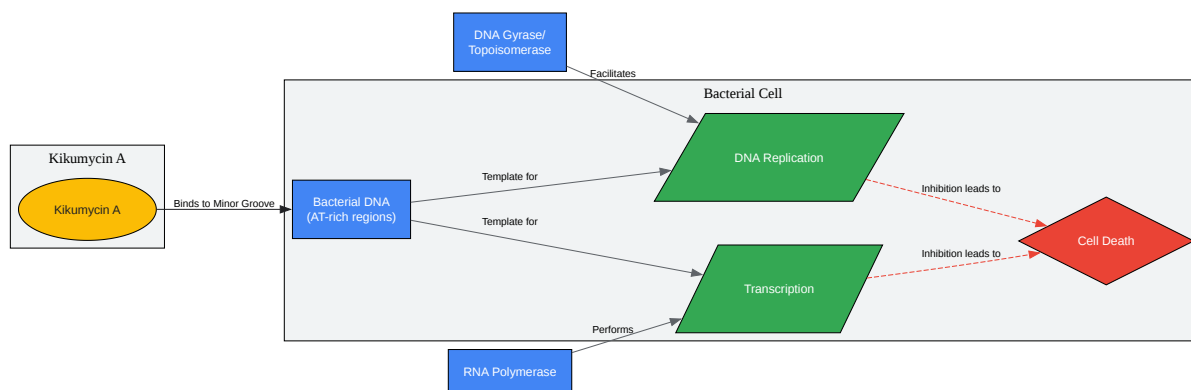 DNA Gyrase/
Topoisomerase
Facilitates
Bacterial Cell
Kikumycin A
Kikumycin A
Binds to Minor Groove
Bacterial DNA
(AT-rich regions)
Template for
Template for
DNA Replication
Transcription
Inhibition leads to
Inhibition leads to
Cell Death
Performs
RNA Polymerase